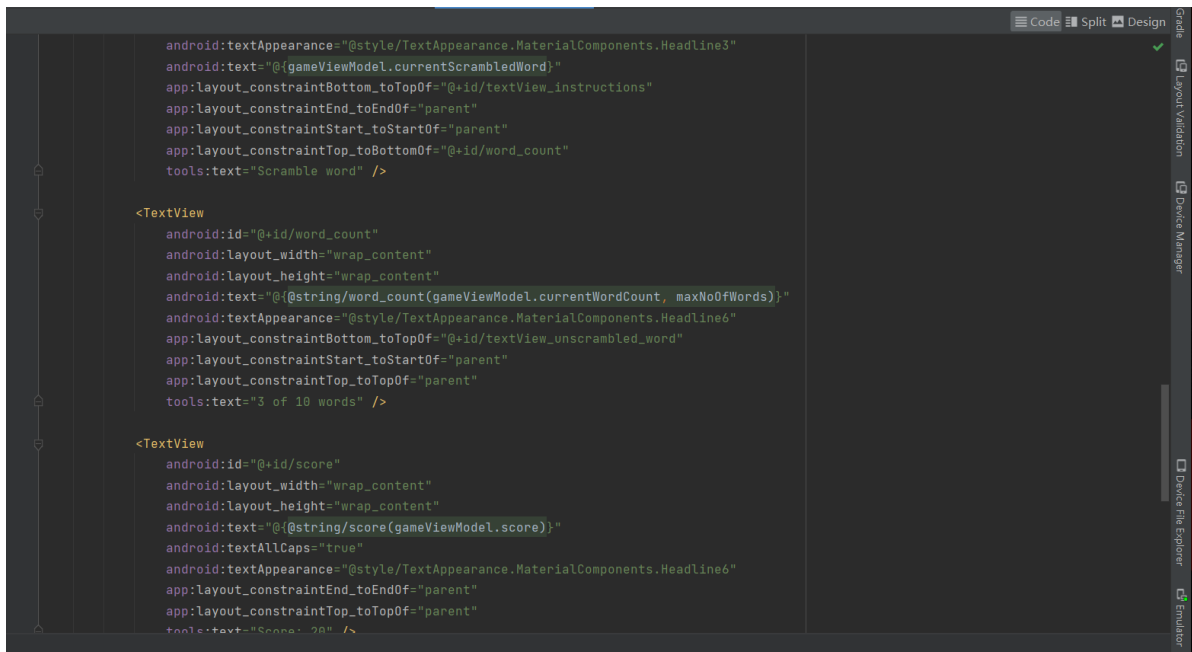 Code Split Design
Gradle
android:textAppearance="@style/TextAppearance.MaterialComponents.Headline3"
android:text="@{gameViewModel.currentScrambledWord}"
app:layout_constraintBottom_toTopOf="@+id/textView_instructions"
app:layout_constraintEnd_toEndOf="parent"
app:layout_constraintStart_toStartOf="parent"
app:layout_constraintTop_toBottomOf="@+id/word_count"
tools:text="Scramble word" />
<TextView
android:id="@+id/word_count"
android:layout_width="wrap_content"
android:layout_height="wrap_content"
android:text="@{@string/word_count(gameViewModel.currentWordCount, maxNoOfWords)}"
android:textAppearance="@style/TextAppearance.MaterialComponents.Headline6"
app:layout_constraintBottom_toTopOf="@+id/textView_unscrambled_word"
app:layout_constraintStart_toStartOf="parent"
app:layout_constraintTop_toTopOf="parent"
tools:text="3 of 10 words" />
<TextView
android:id="@+id/score"
android:layout_width="wrap_content"
android:layout_height="wrap_content"
android:text="@{@string/score(gameViewModel.score)}"
android:textAllCaps="true"
android:textAppearance="@style/TextAppearance.MaterialComponents.Headline6"
app:layout_constraintEnd_toEndOf="parent"
app:layout_constraintTop_toTopOf="parent"
tools:text="Score: 20" />
Layout Validation
Device Manager
Device File Explorer
Emulator